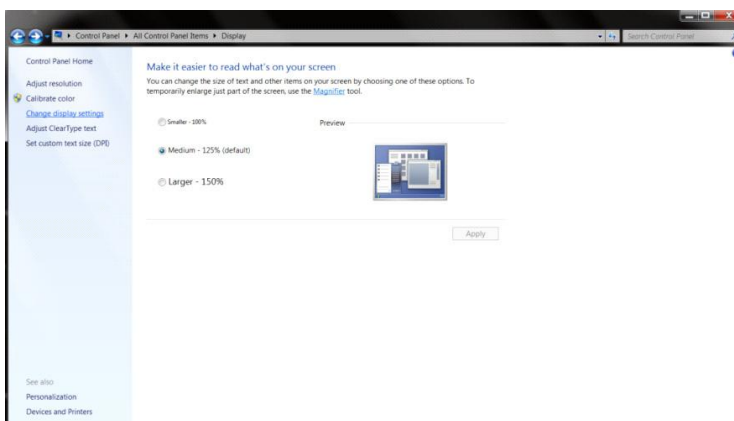 Control Panel ▸ All Control Panel Items ▸ Display
Search Control Panel
Control Panel Home
Adjust resolution
Calibrate color
Change display settings
Adjust ClearType text
Set custom text size (DPI)
Make it easier to read what's on your screen
You can change the size of text and other items on your screen by choosing one of these options. To
temporarily enlarge just part of the screen, use the Magnifier tool.
Smaller - 100%
Preview
Medium - 125% (default)
Larger - 150%
Apply
See also
Personalization
Devices and Printers